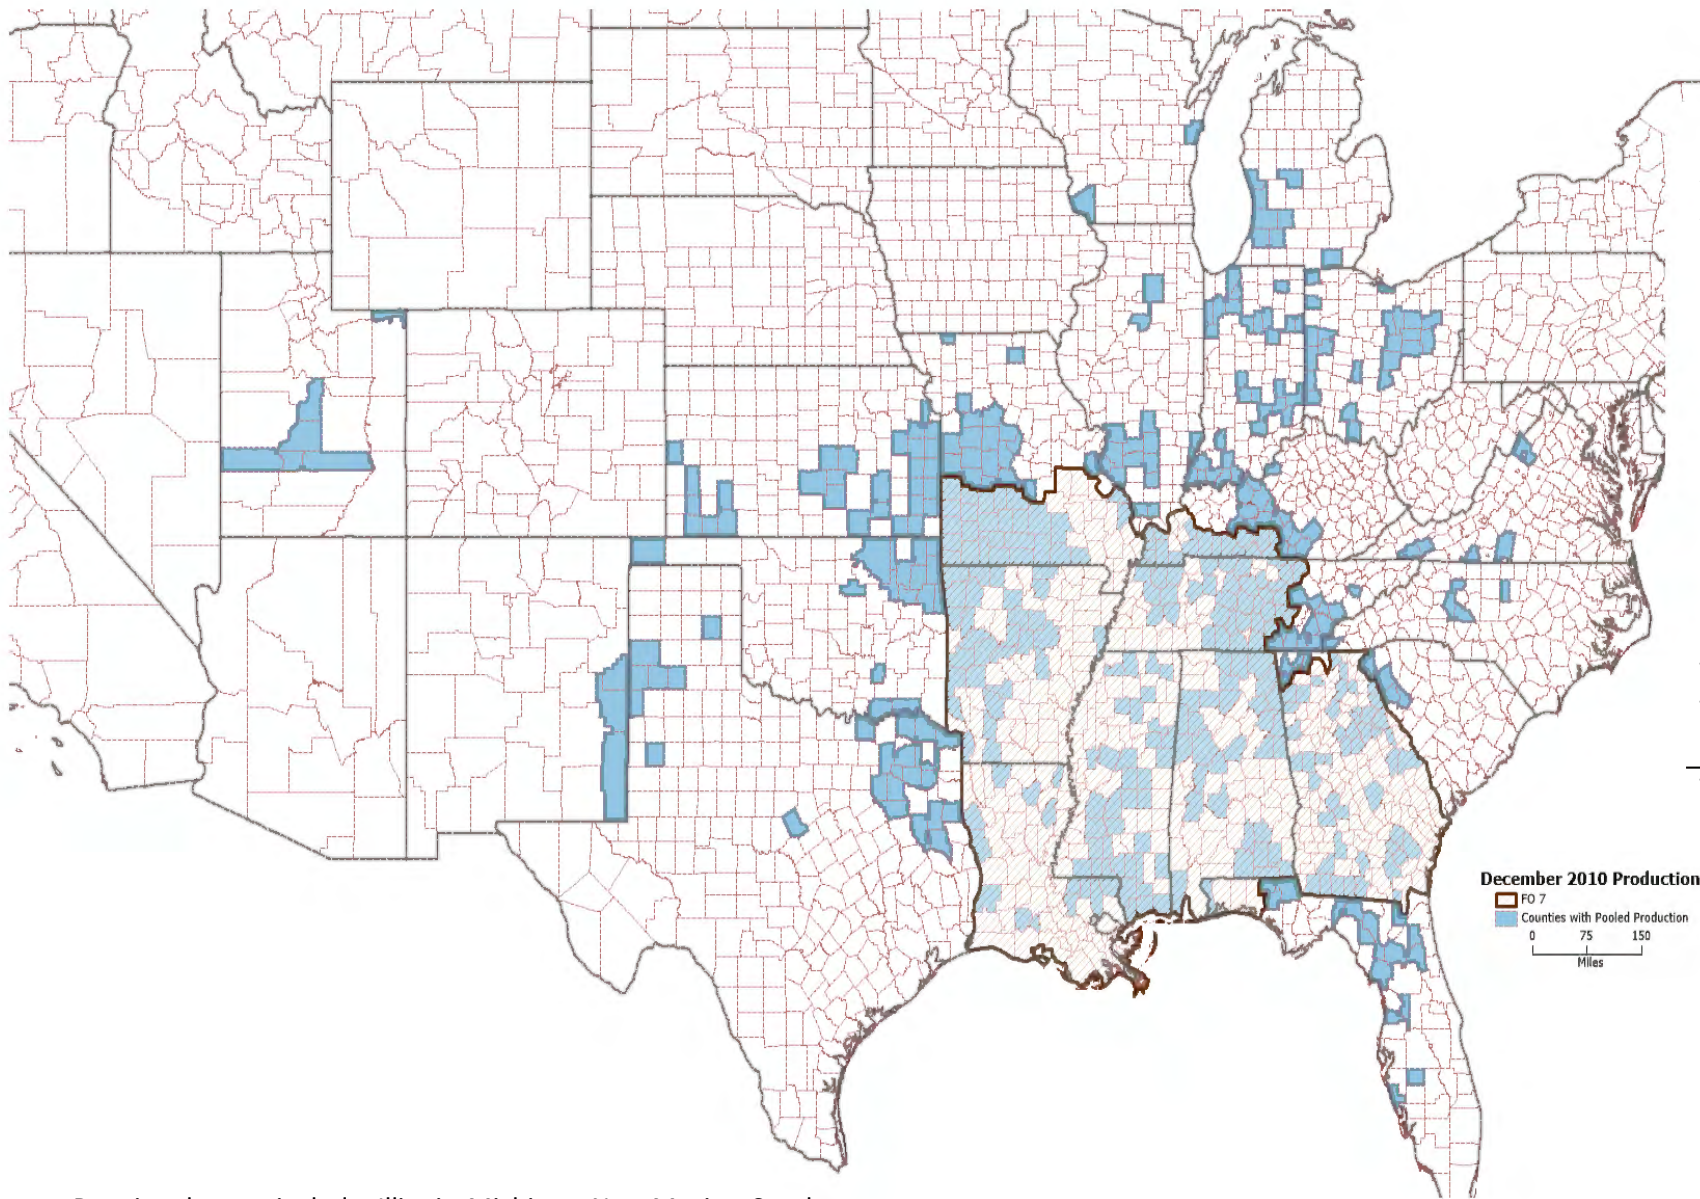 December 2010 Production
FO 7
Counties with Pooled Production
0 75 150
Miles